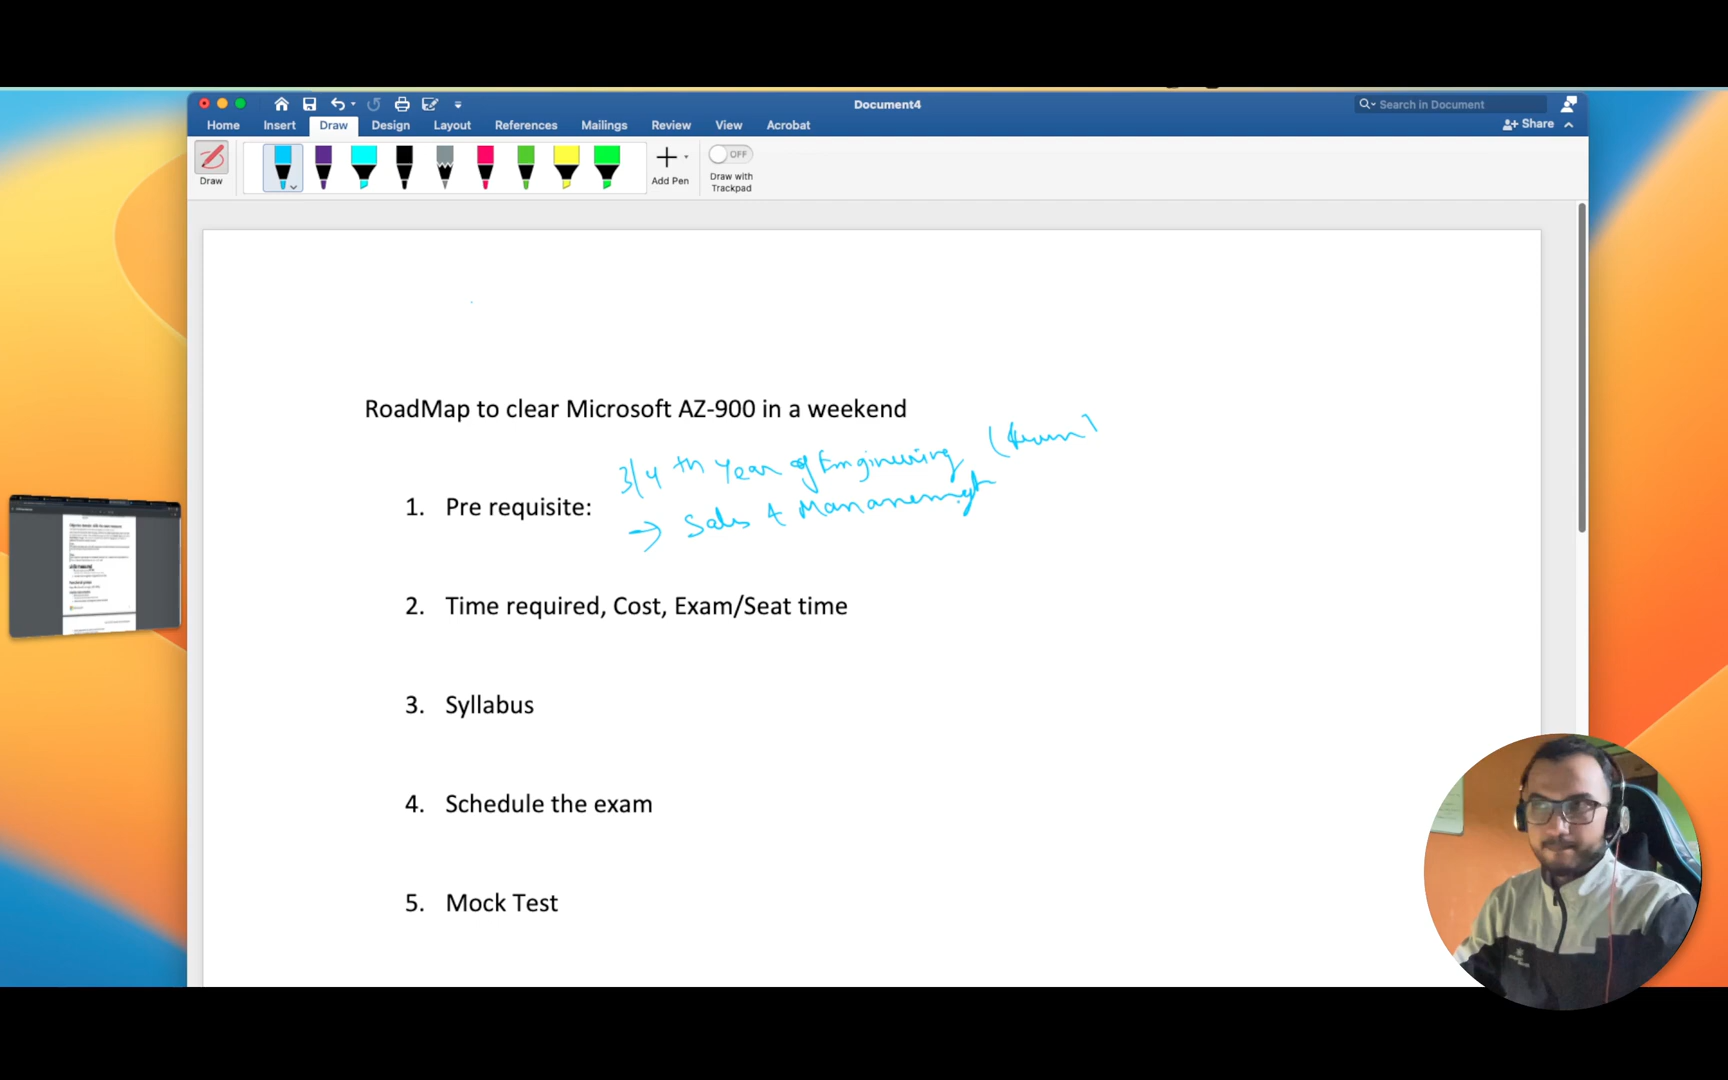 Document4
Search in Document
Home Insert Draw Design Layout References Mailings Review View Acrobat
Share
Draw
Add Pen
OFF
Draw with
Trackpad
RoadMap to clear Microsoft AZ-900 in a weekend
3/4 th Year of Engineering
1. Pre requisite:
→ Sales & Management
2. Time required, Cost, Exam/Seat time
3. Syllabus
4. Schedule the exam
5. Mock Test